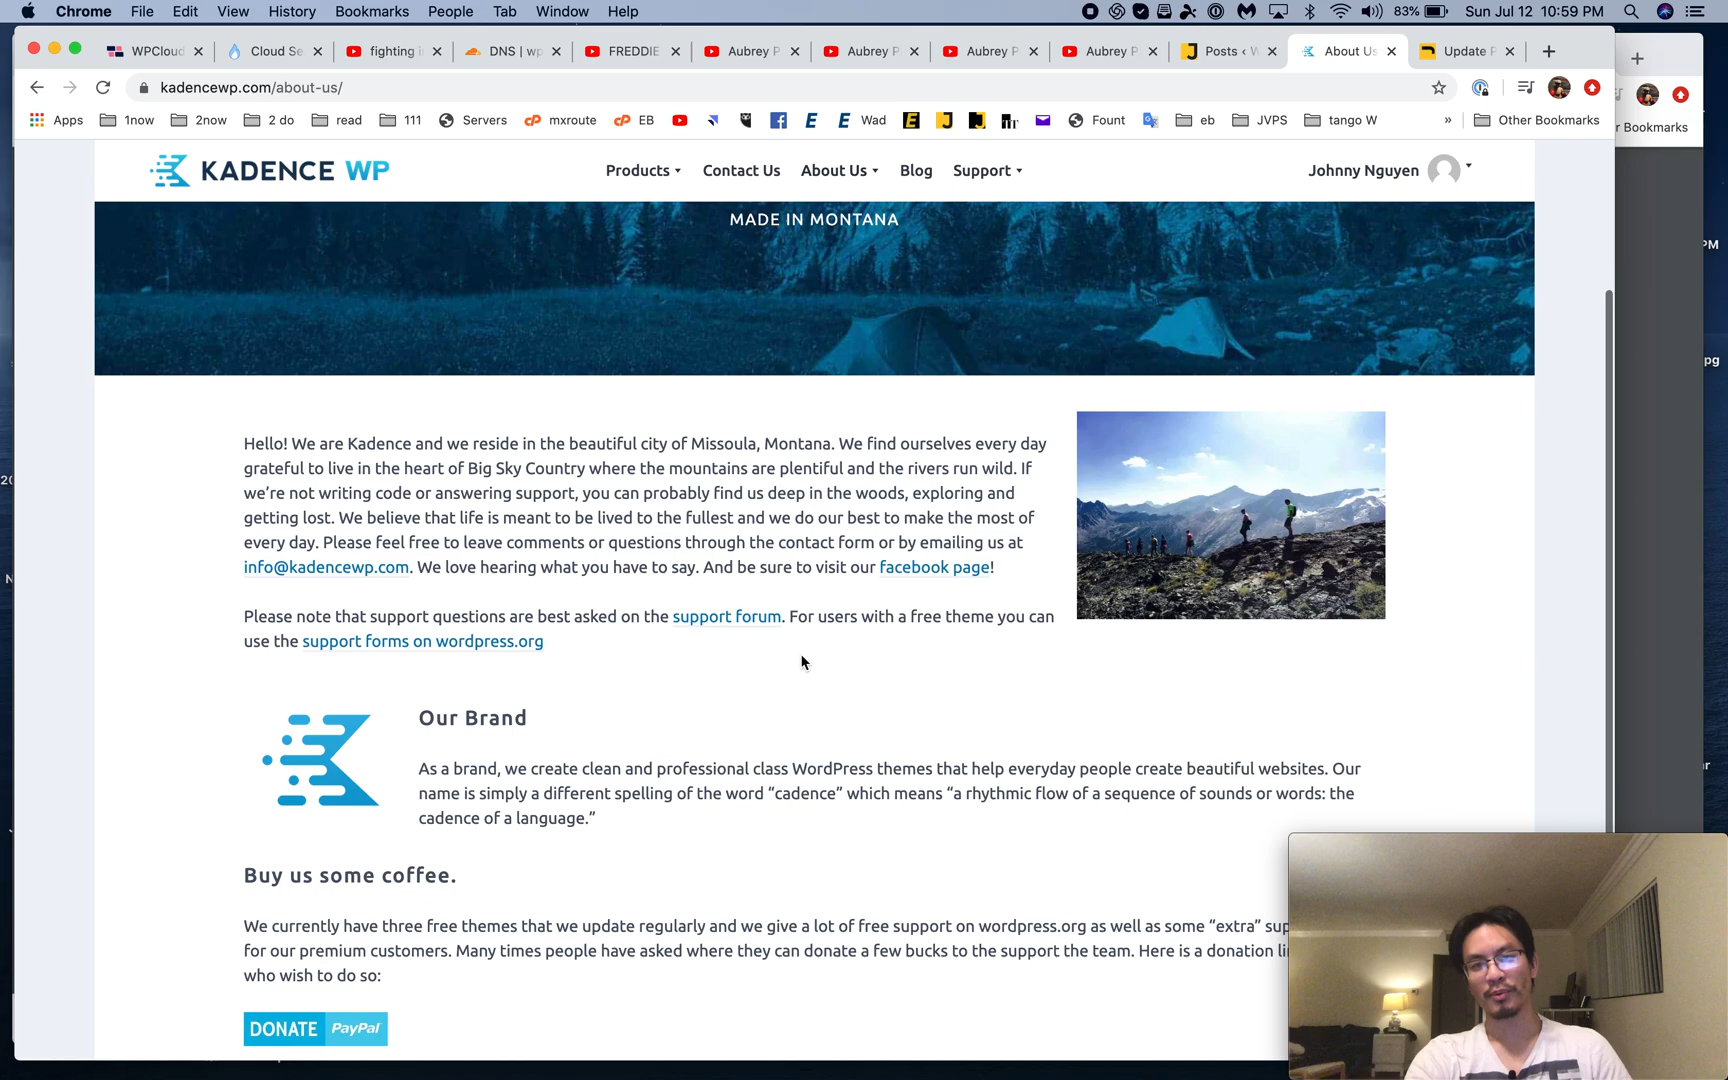 Chrome File Edit View History Bookmarks People Tab Window Help 83% Sun Jul 12 10:59 PM
WPCloud Cloud Se fighting DNS | wp FREDDIE Aubrey P Aubrey P Aubrey P Aubrey P Posts ‹ W About Us Update P
kadencewp.com/about-us/
Apps 1now 2now 2 do read 111 Servers mxroute EB Wad Fount eb JVPS tango W » Other Bookmarks
r Bookmarks
KADENCE WP Products Contact Us About Us Blog Support Johnny Nguyen
MADE IN MONTANA
Hello! We are Kadence and we reside in the beautiful city of Missoula, Montana. We find ourselves every day
grateful to live in the heart of Big Sky Country where the mountains are plentiful and the rivers run wild. If
we’re not writing code or answering support, you can probably find us deep in the woods, exploring and
getting lost. We believe that life is meant to be lived to the fullest and we do our best to make the most of
every day. Please feel free to leave comments or questions through the contact form or by emailing us at
info@kadencewp.com. We love hearing what you have to say. And be sure to visit our facebook page!
Please note that support questions are best asked on the support forum. For users with a free theme you can
use the support forms on wordpress.org
Our Brand
As a brand, we create clean and professional class WordPress themes that help everyday people create beautiful websites. Our
name is simply a different spelling of the word “cadence” which means “a rhythmic flow of a sequence of sounds or words: the
cadence of a language.”
Buy us some coffee.
We currently have three free themes that we update regularly and we give a lot of free support on wordpress.org as well as some “extra” sup
for our premium customers. Many times people have asked where they can donate a few bucks to the support the team. Here is a donation li
who wish to do so:
DONATE PayPal